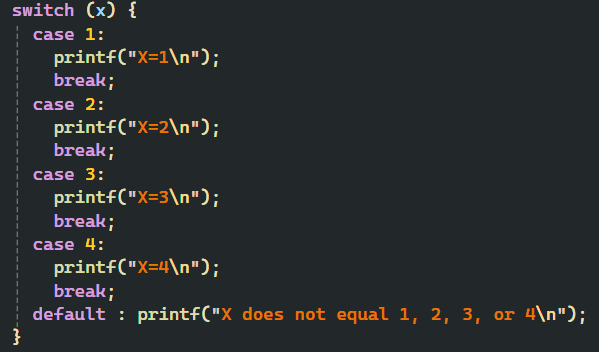 switch (x) {
  case 1:
    printf("X=1\n");
    break;
  case 2:
    printf("X=2\n");
    break;
  case 3:
    printf("X=3\n");
    break;
  case 4:
    printf("X=4\n");
    break;
  default : printf("X does not equal 1, 2, 3, or 4\n");
}